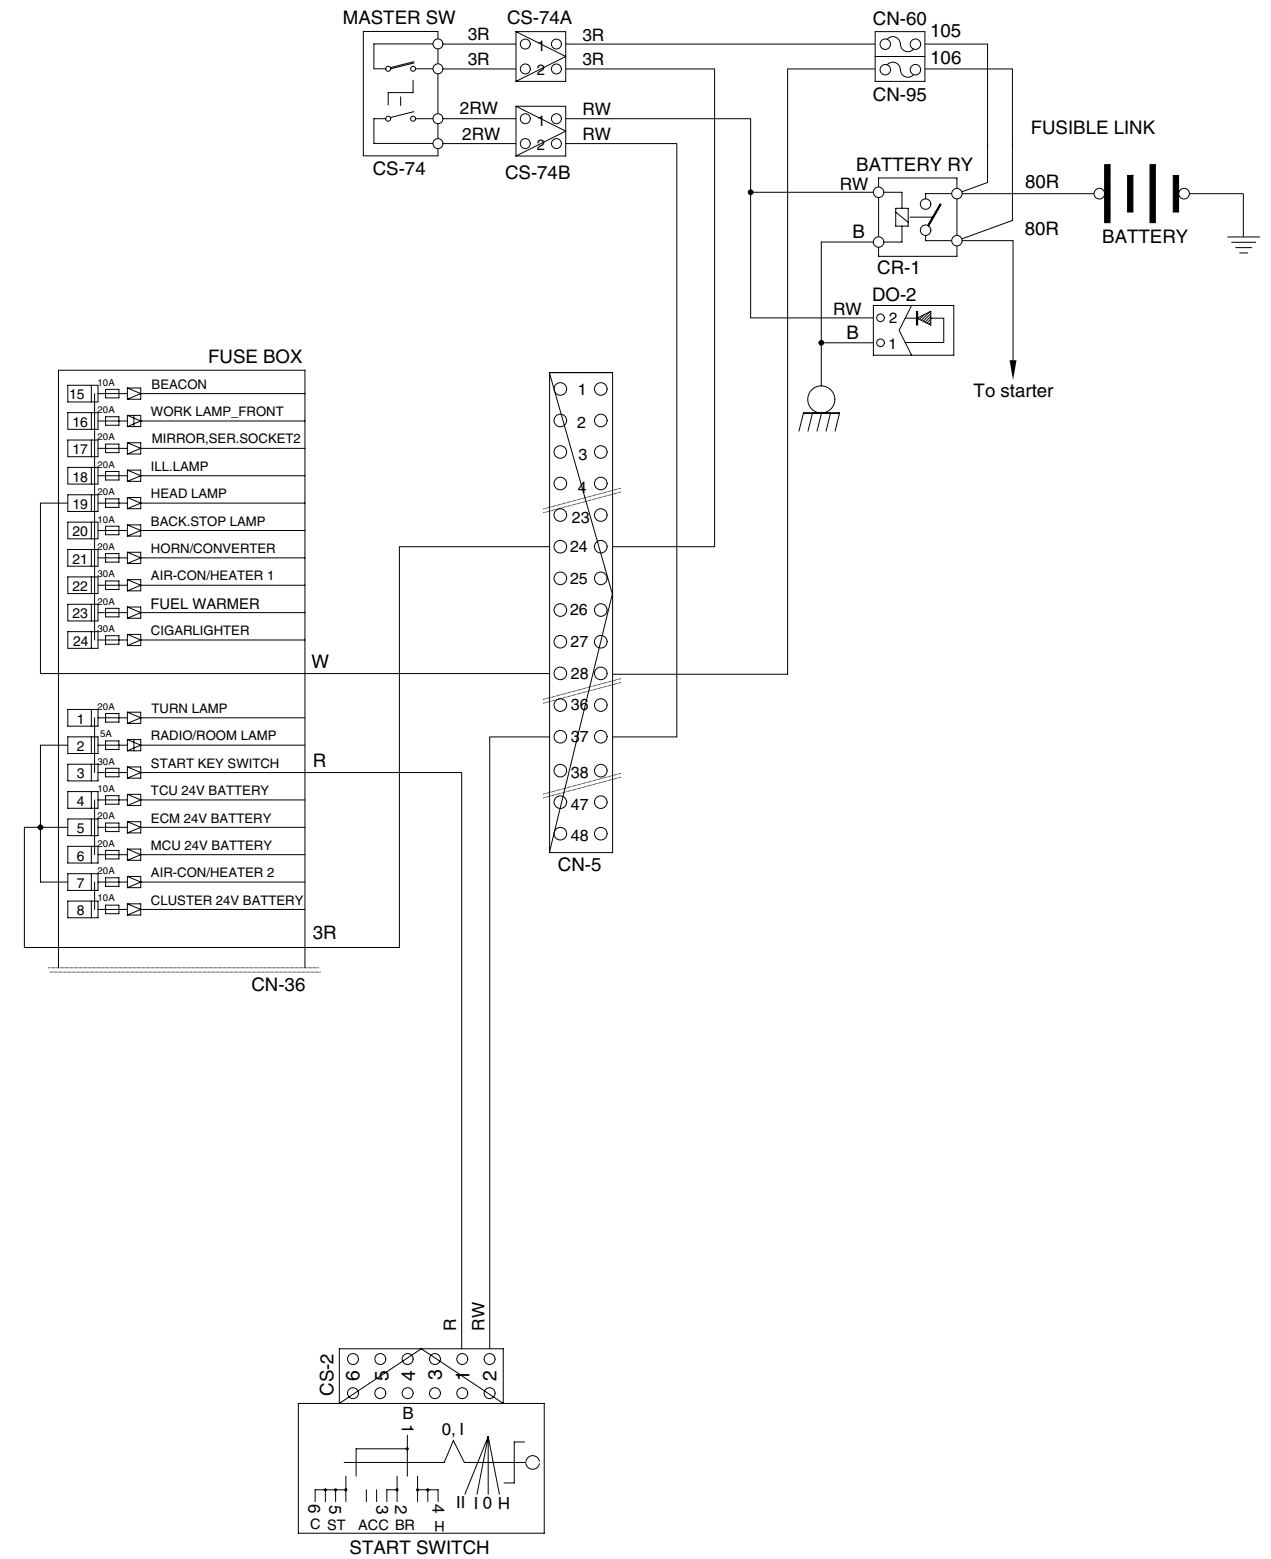 MASTER SW
CS-74A
CN-60
3R
1
3R
105
3R
2
3R
106
CN-95
2RW
1
RW
2RW
2
RW
CS-74
CS-74B
FUSIBLE LINK
BATTERY RY
RW
80R
B
80R
BATTERY
CR-1
DO-2
RW
2
B
1
To starter
FUSE BOX
15 10A BEACON
16 20A WORK LAMP_FRONT
17 20A MIRROR,SER.SOCKET2
18 20A ILL.LAMP
19 20A HEAD LAMP
20 10A BACK.STOP LAMP
21 20A HORN/CONVERTER
22 30A AIR-CON/HEATER 1
23 20A FUEL WARMER
24 30A CIGARLIGHTER
W
1 20A TURN LAMP
2 5A RADIO/ROOM LAMP
3 30A START KEY SWITCH
R
4 10A TCU 24V BATTERY
5 20A ECM 24V BATTERY
6 20A MCU 24V BATTERY
7 20A AIR-CON/HEATER 2
8 10A CLUSTER 24V BATTERY
3R
CN-36
1
2
3
4
23
24
25
26
27
28
36
37
38
47
48
CN-5
R
RW
CS-2
6 5 4 3 1 2
B
1
0, I
II I 0 H
6 5 3 2 4
C ST ACC BR H
START SWITCH